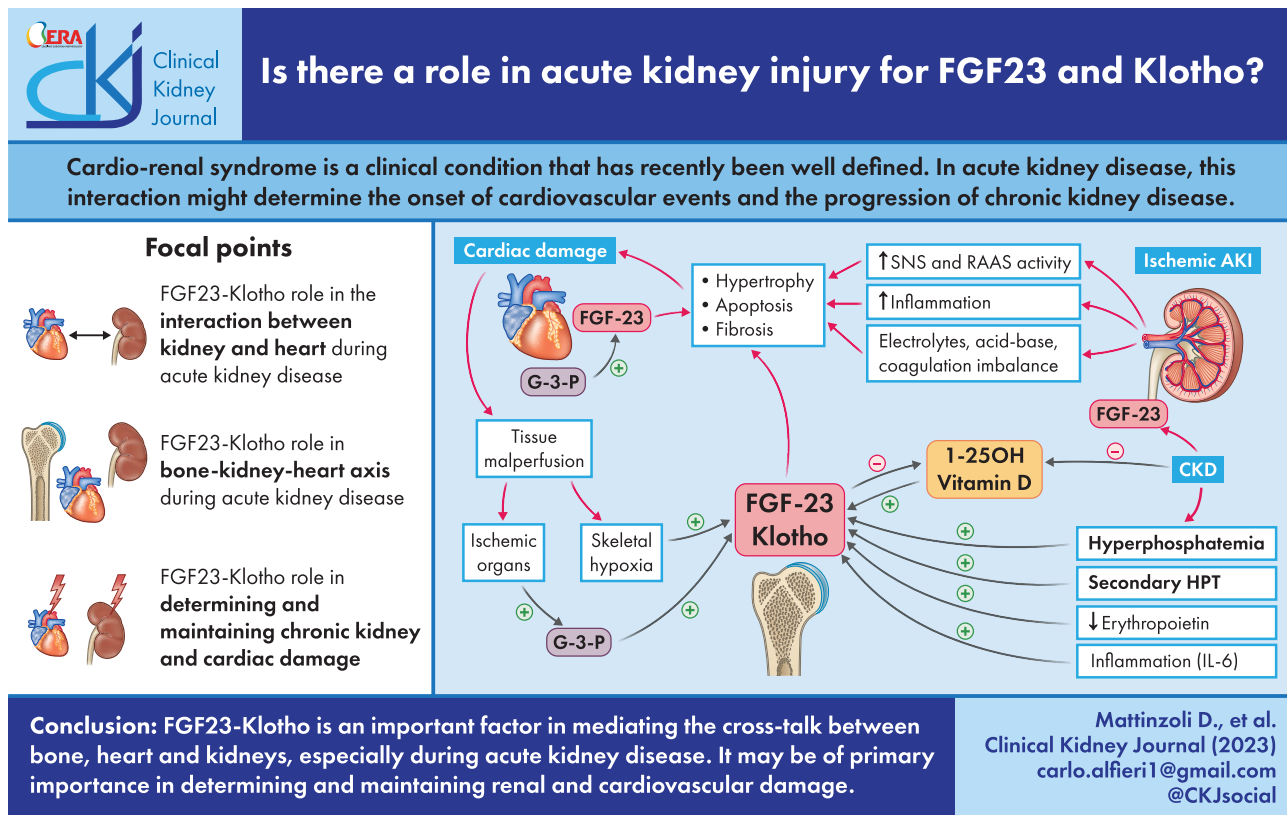 ERA
ckj
Clinical
Kidney
Journal
Is there a role in acute kidney injury for FGF23 and Klotho?
Cardio-renal syndrome is a clinical condition that has recently been well defined. In acute kidney disease, this
interaction might determine the onset of cardiovascular events and the progression of chronic kidney disease.
Focal points
FGF23-Klotho role in the
interaction between
kidney and heart during
acute kidney disease
FGF23-Klotho role in
bone-kidney-heart axis
during acute kidney disease
FGF23-Klotho role in
determining and
maintaining chronic kidney
and cardiac damage
Cardiac damage
FGF-23
G-3-P
+
• Hypertrophy
• Apoptosis
• Fibrosis
↑SNS and RAAS activity
↑Inflammation
Electrolytes, acid-base,
coagulation imbalance
Ischemic AKI
FGF-23
CKD
Tissue
malperfusion
Ischemic
organs
Skeletal
hypoxia
+
G-3-P
+
+
FGF-23
Klotho
−
+
1-25OH
Vitamin D
−
+
Hyperphosphatemia
+
Secondary HPT
+
↓Erythropoietin
+
Inflammation (IL-6)
Conclusion: FGF23-Klotho is an important factor in mediating the cross-talk between
bone, heart and kidneys, especially during acute kidney disease. It may be of primary
importance in determining and maintaining renal and cardiovascular damage.
Mattinzoli D., et al.
Clinical Kidney Journal (2023)
carlo.alfieri1@gmail.com
@CKJsocial